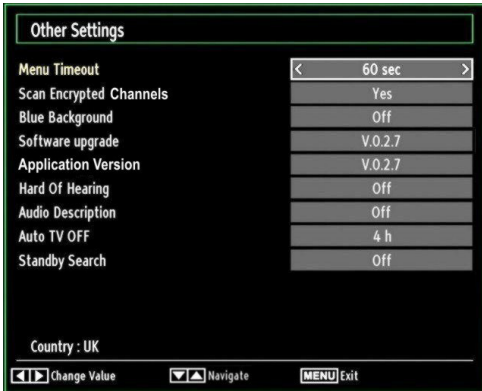 Other Settings
Menu Timeout < 60 sec >
Scan Encrypted Channels Yes
Blue Background Off
Software upgrade V.0.2.7
Application Version V.0.2.7
Hard Of Hearing Off
Audio Description Off
Auto TV OFF 4 h
Standby Search Off
Country : UK
Change Value Navigate MENU Exit